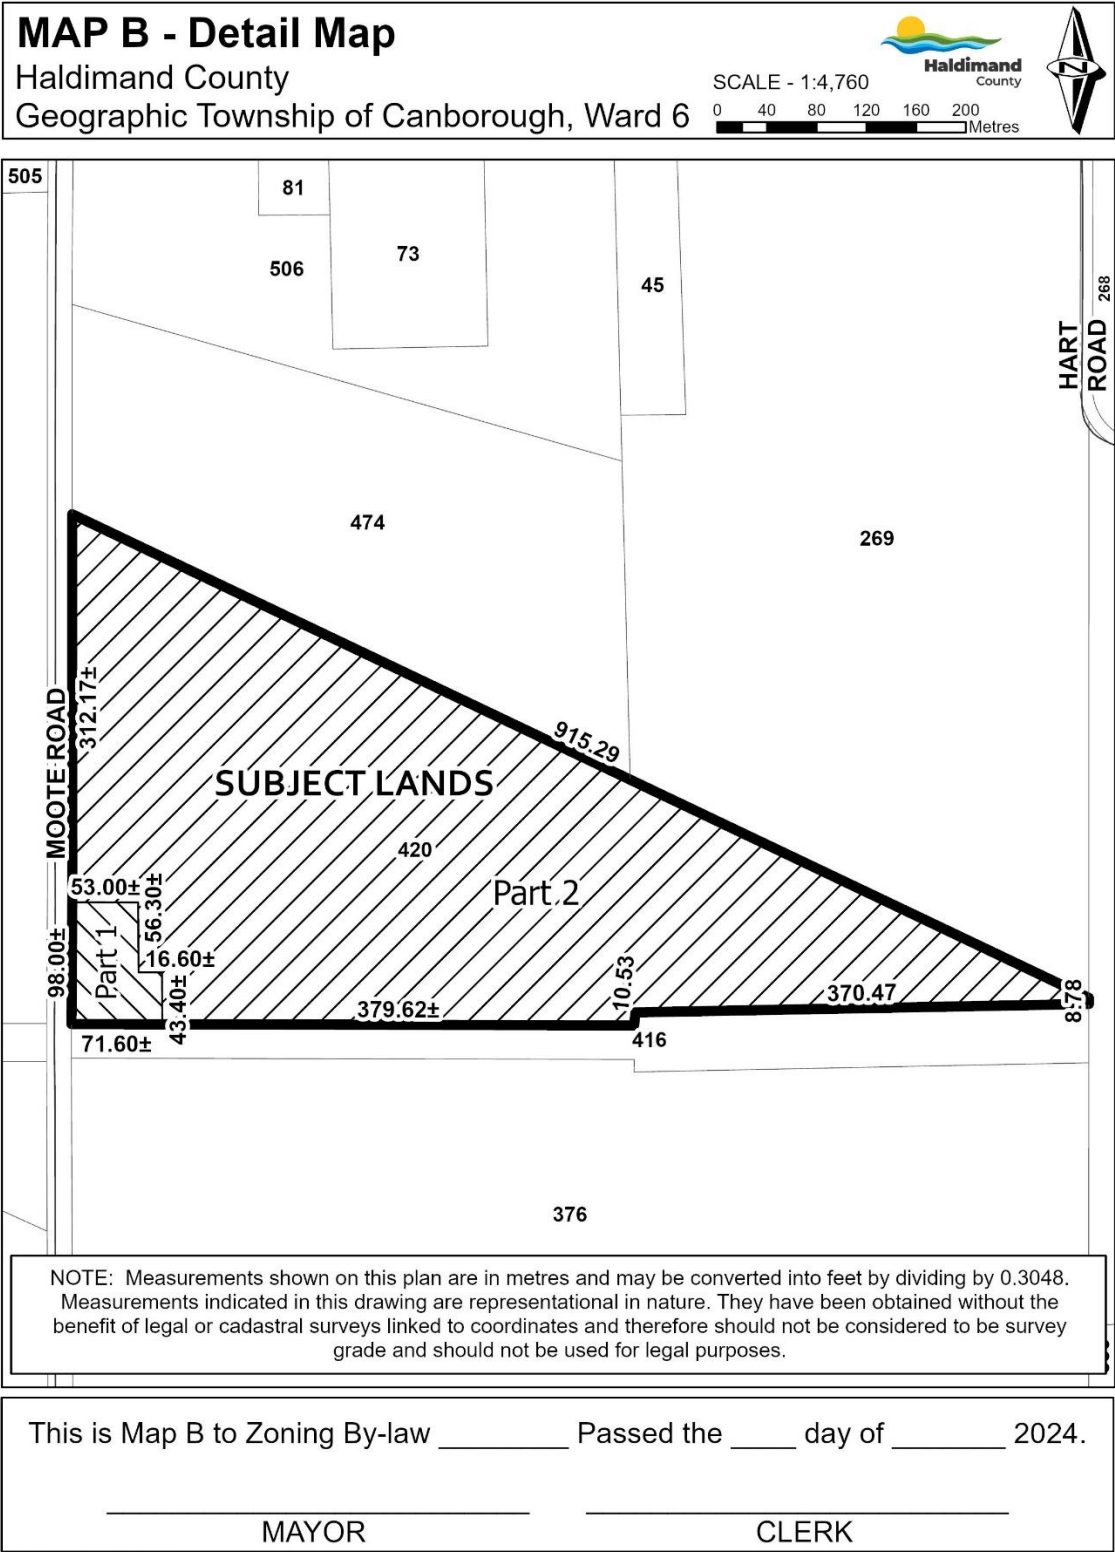 MAP B - Detail Map
Haldimand County
Geographic Township of Canborough, Ward 6
SCALE - 1:4,760
0 40 80 120 160 200
Metres
Haldimand
County
N
505
81
506
73
45
268
HART
ROAD
474
269
MOOTE ROAD
312.17±
915.29
SUBJECT LANDS
420
Part 2
53.00±
56.30±
Part 1
16.60±
98.00±
43.40±
379.62±
10.53
370.47
8.78
71.60±
416
376
NOTE: Measurements shown on this plan are in metres and may be converted into feet by dividing by 0.3048.
Measurements indicated in this drawing are representational in nature. They have been obtained without the
benefit of legal or cadastral surveys linked to coordinates and therefore should not be considered to be survey
grade and should not be used for legal purposes.
This is Map B to Zoning By-law ________ Passed the ____ day of _______ 2024.
MAYOR
CLERK